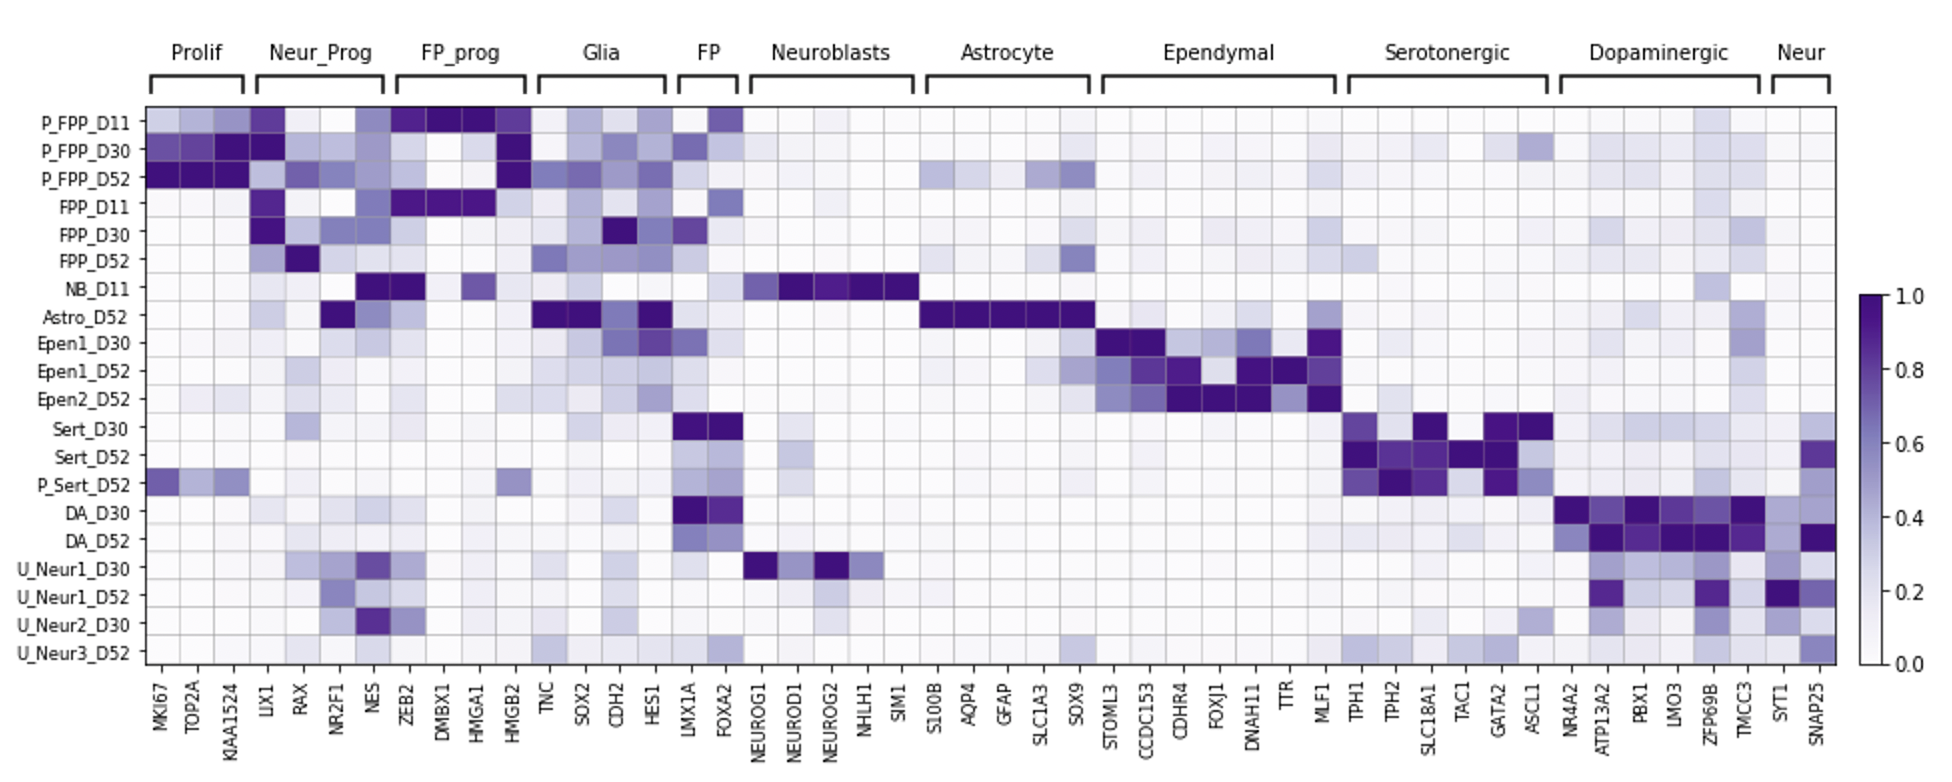 Prolif Neur_Prog FP_prog Glia FP Neuroblasts Astrocyte Ependymal Serotonergic Dopaminergic Neur
P_FPP_D11
P_FPP_D30
P_FPP_D52
FPP_D11
FPP_D30
FPP_D52
NB_D11
Astro_D52
Epen1_D30
Epen1_D52
Epen2_D52
Sert_D30
Sert_D52
P_Sert_D52
DA_D30
DA_D52
U_Neur1_D30
U_Neur1_D52
U_Neur2_D30
U_Neur3_D52
1.0
0.8
0.6
0.4
0.2
0.0
MKI67
TOP2A
KIAA1524
LIX1
RAX
NR2F1
NES
ZEB2
DMBX1
HMGA1
HMGB2
TNC
SOX2
CDH2
HES1
LMX1A
FOXA2
NEUROG1
NEUROD1
NEUROG2
NHLH1
SIM1
S100B
AQP4
GFAP
SLC1A3
SOX9
STOML3
CCDC153
CDHR4
FOXJ1
DNAH11
TTR
MLF1
TPH1
TPH2
SLC18A1
TAC1
GATA2
ASCL1
NR4A2
ATP13A2
PBX1
LMO3
ZFP69B
TMCC3
SYT1
SNAP25